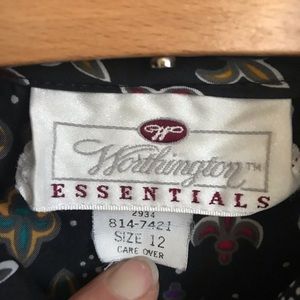 W
Worthington™
ESSENTIALS
2934
814-7421
SIZE 12
CARE OVER